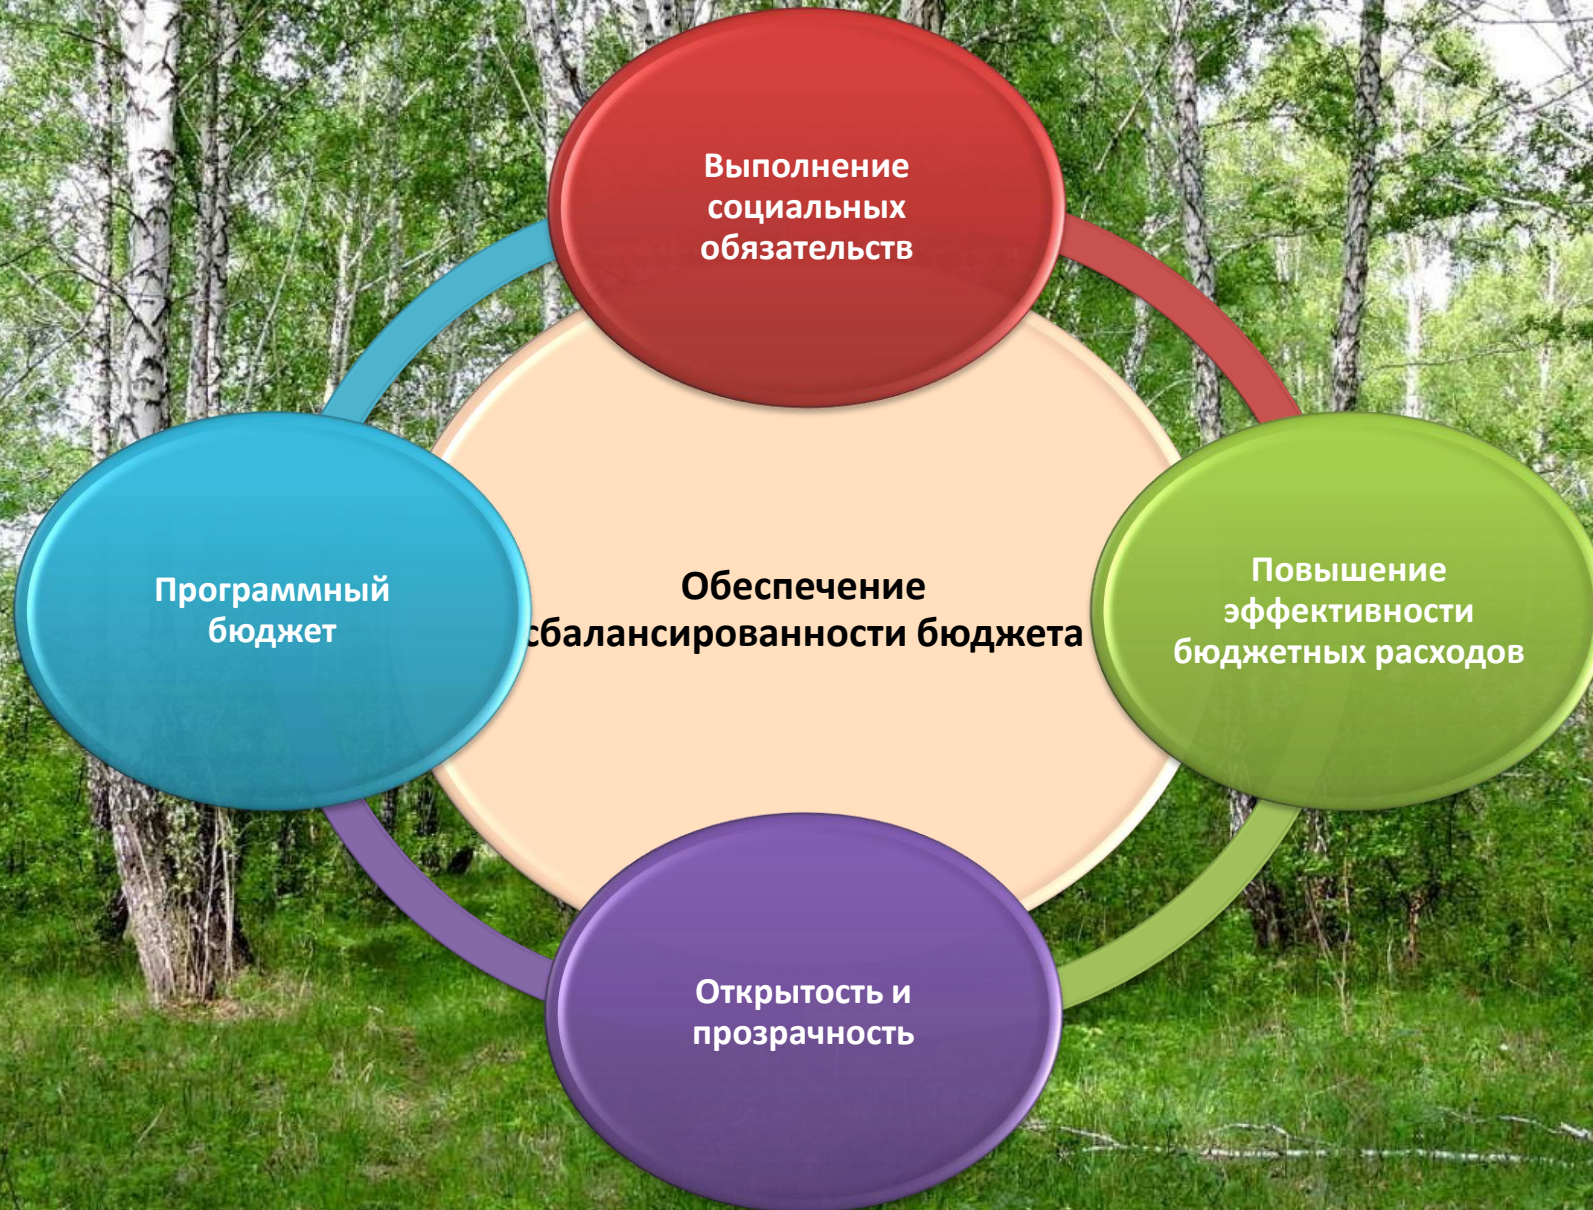 Выполнение
социальных
обязательств
Программный
бюджет
Обеспечение
сбалансированности бюджета
Повышение
эффективности
бюджетных расходов
Открытость и
прозрачность